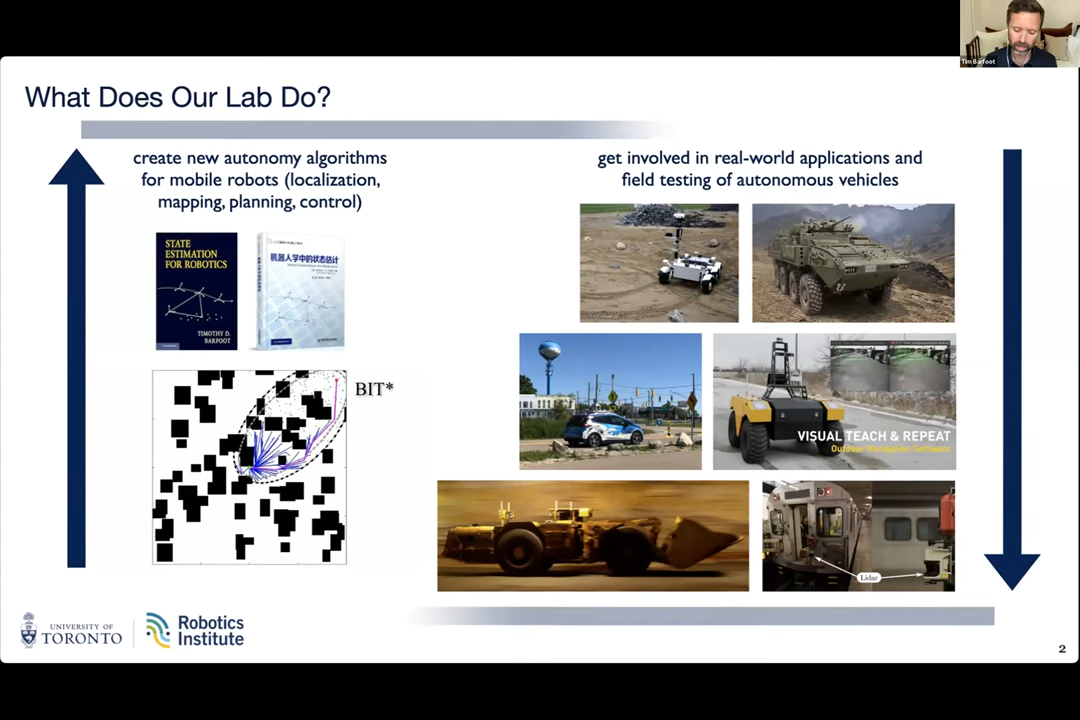 Tim Barfoot
What Does Our Lab Do?
create new autonomy algorithms
for mobile robots (localization,
mapping, planning, control)
STATE
ESTIMATION
FOR ROBOTICS
TIMOTHY D.
BARFOOT
机器人学中的状态估计
BIT*
get involved in real-world applications and
field testing of autonomous vehicles
VISUAL TEACH & REPEAT
Outdoor Navigation Software
Lidar
UNIVERSITY OF
TORONTO
Robotics
Institute
2